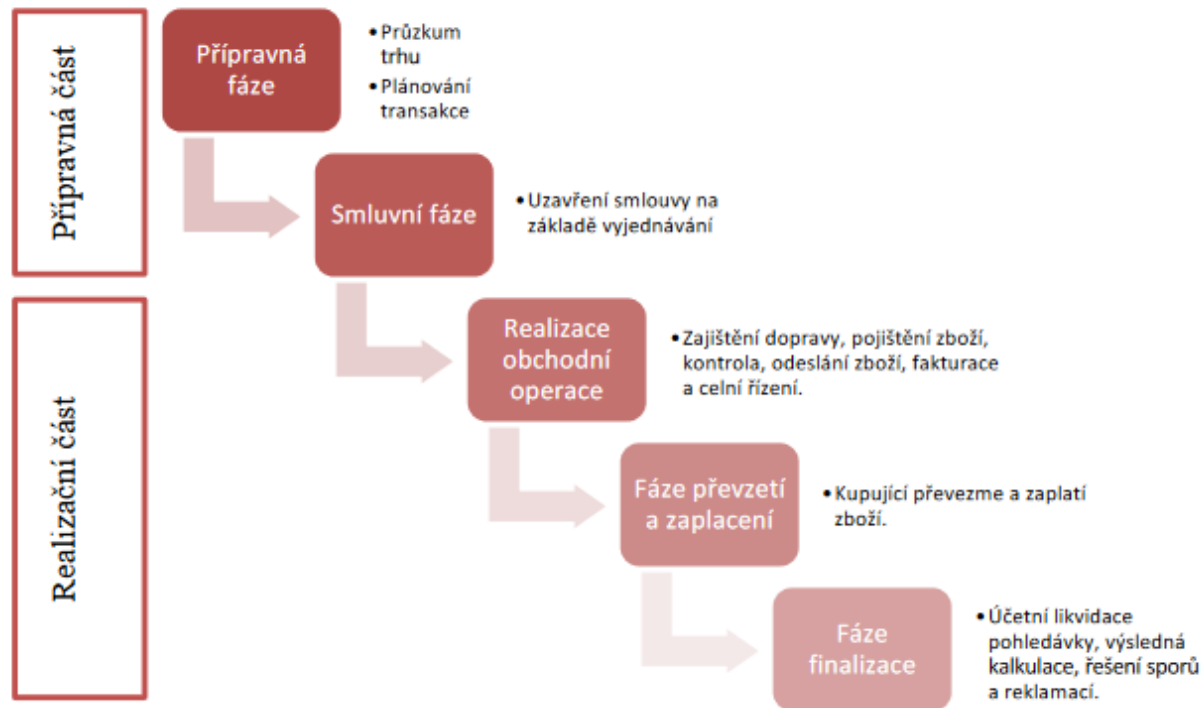 Přípravná část
Přípravná
fáze
• Průzkum
trhu
• Plánování
transakce
Smluvní fáze
• Uzavření smlouvy na
základě vyjednávání
Realizační část
Realizace
obchodní
operace
• Zajištění dopravy, pojištění zboží,
kontrola, odeslání zboží, fakturace
a celní řízení.
Fáze převzetí
a zaplacení
• Kupující převezme a zaplatí
zboží.
Fáze
finalizace
• Účetní likvidace
pohledávky, výsledná
kalkulace, řešení sporů
a reklamací.